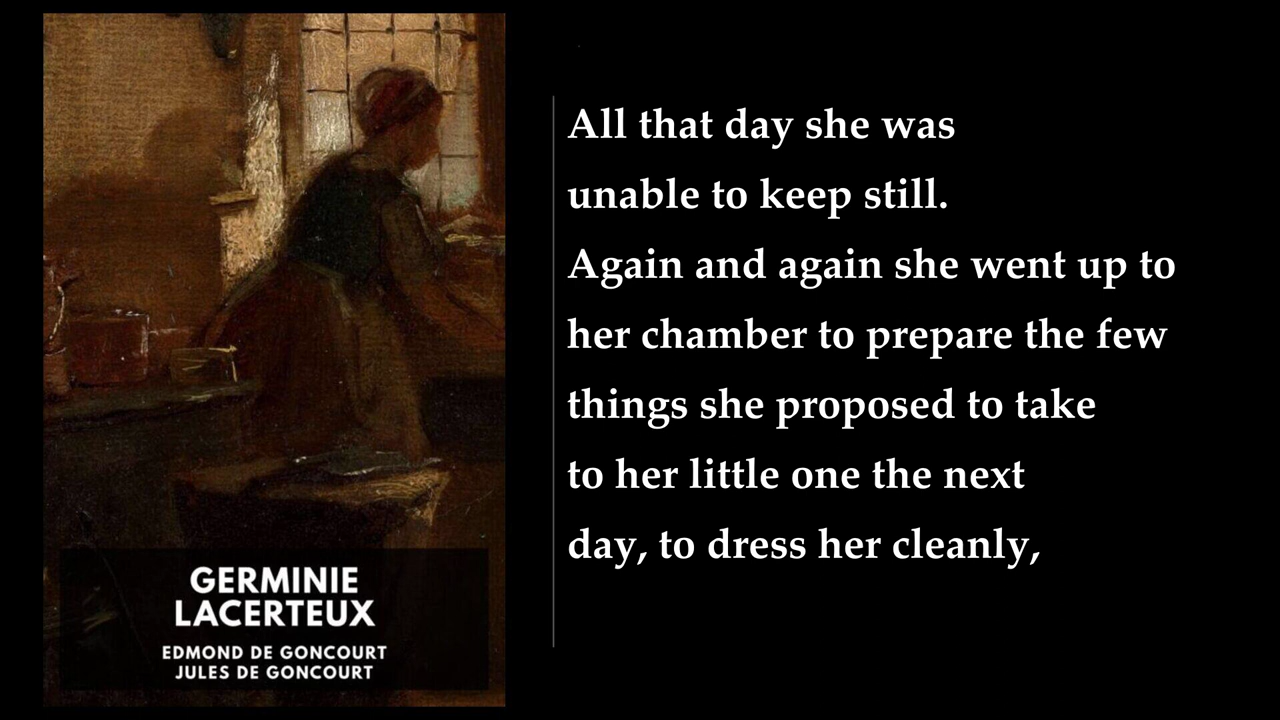 GERMINIE
LACERTEUX
EDMOND DE GONCOURT
JULES DE GONCOURT
All that day she was
unable to keep still.
Again and again she went up to
her chamber to prepare the few
things she proposed to take
to her little one the next
day, to dress her cleanly,